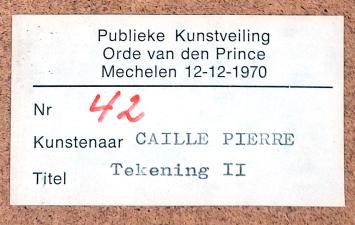 Publieke Kunstveiling
Orde van den Prince
Mechelen 12-12-1970
Nr 42
Kunstenaar CAILLE PIERRE
Titel Tekening II